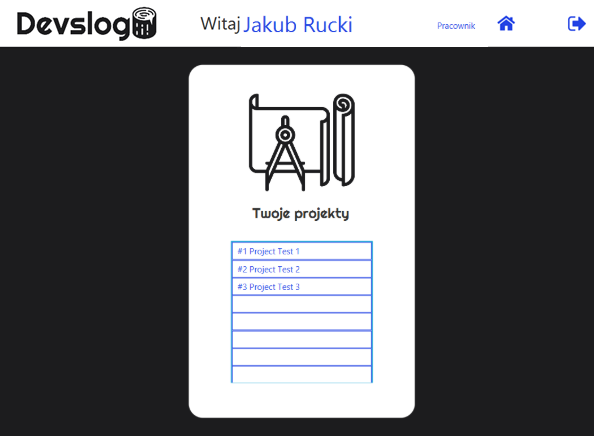 Devslog
Witaj Jakub Rucki
Pracownik
Twoje projekty
#1 Project Test 1
#2 Project Test 2
#3 Project Test 3